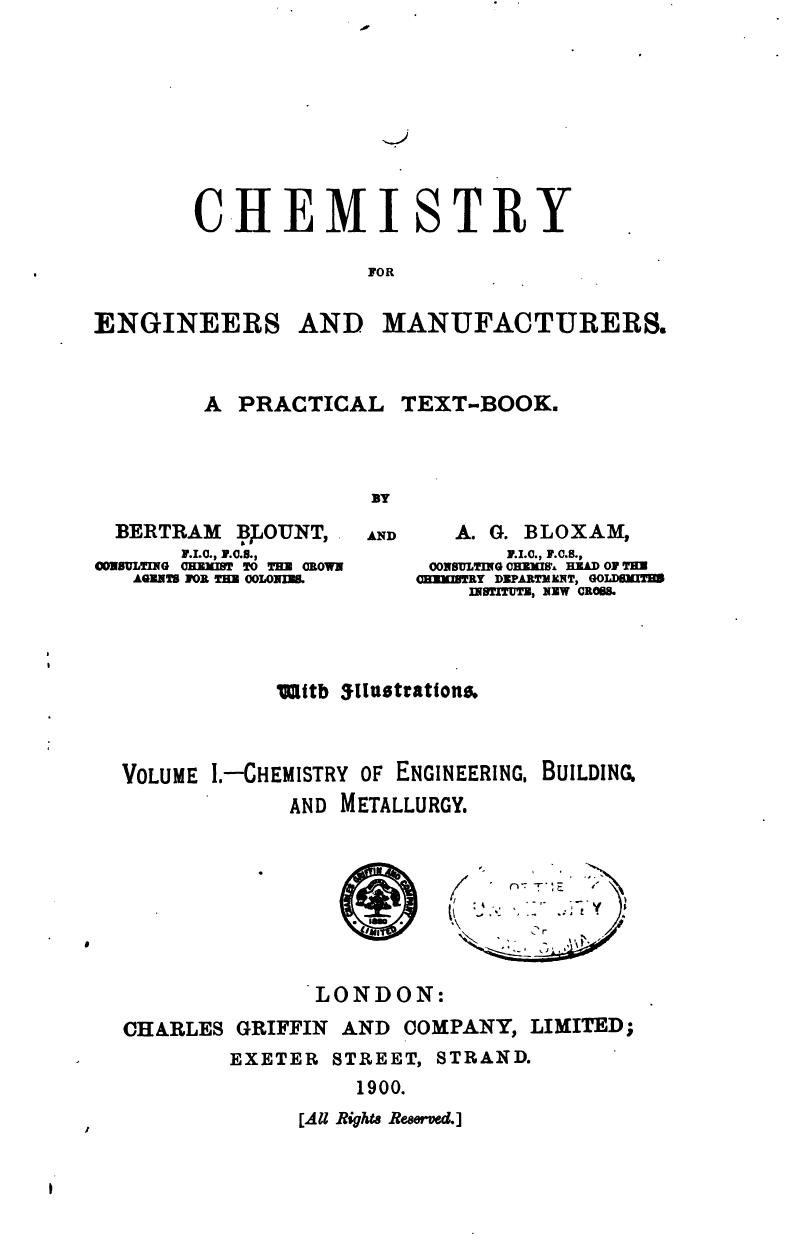 CHEMISTRY
FOR
ENGINEERS AND MANUFACTURERS.
A PRACTICAL TEXT-BOOK.
BY
BERTRAM BLOUNT,
F.I.C., F.C.S.,
CONSULTING CHEMIST TO THE CROWN
AGENTS FOR THE COLONIES.
AND
A. G. BLOXAM,
F.I.C., F.C.S.,
CONSULTING CHEMIST. HEAD OF THE
CHEMISTRY DEPARTMENT, GOLDSMITHS
INSTITUTE, NEW CROSS.
With Illustrations.
VOLUME I.—CHEMISTRY OF ENGINEERING, BUILDING,
AND METALLURGY.
CHARLES GRIFFIN AND COMPANY
LIMITED
OF THE
LONDON:
CHARLES GRIFFIN AND COMPANY, LIMITED;
EXETER STREET, STRAND.
1900.
[All Rights Reserved.]